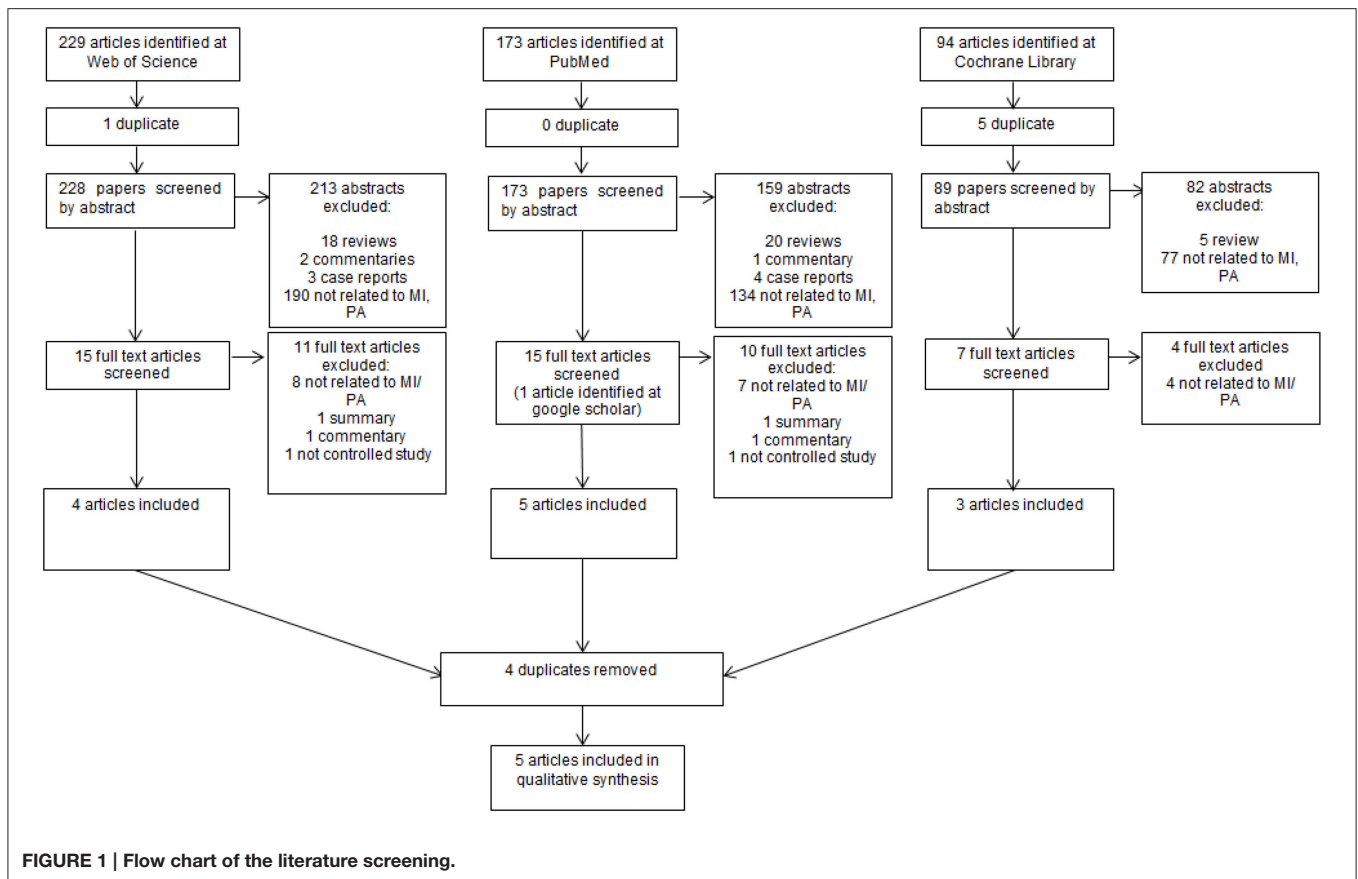 229 articles identified at
Web of Science
1 duplicate
228 papers screened
by abstract
213 abstracts
excluded:
18 reviews
2 commentaries
3 case reports
190 not related to MI,
PA
15 full text articles
screened
11 full text articles
excluded:
8 not related to MI/
PA
1 summary
1 commentary
1 not controlled study
4 articles included
173 articles identified at
PubMed
0 duplicate
173 papers screened
by abstract
159 abstracts
excluded:
20 reviews
1 commentary
4 case reports
134 not related to MI,
PA
15 full text articles
screened
(1 article identified at
google scholar)
10 full text articles
excluded:
7 not related to MI/
PA
1 summary
1 commentary
1 not controlled study
5 articles included
94 articles identified at
Cochrane Library
5 duplicate
89 papers screened by
abstract
82 abstracts
excluded:
5 review
77 not related to MI,
PA
7 full text articles
screened
4 full text articles
excluded
4 not related to MI/
PA
3 articles included
4 duplicates removed
5 articles included in
qualitative synthesis
FIGURE 1 | Flow chart of the literature screening.